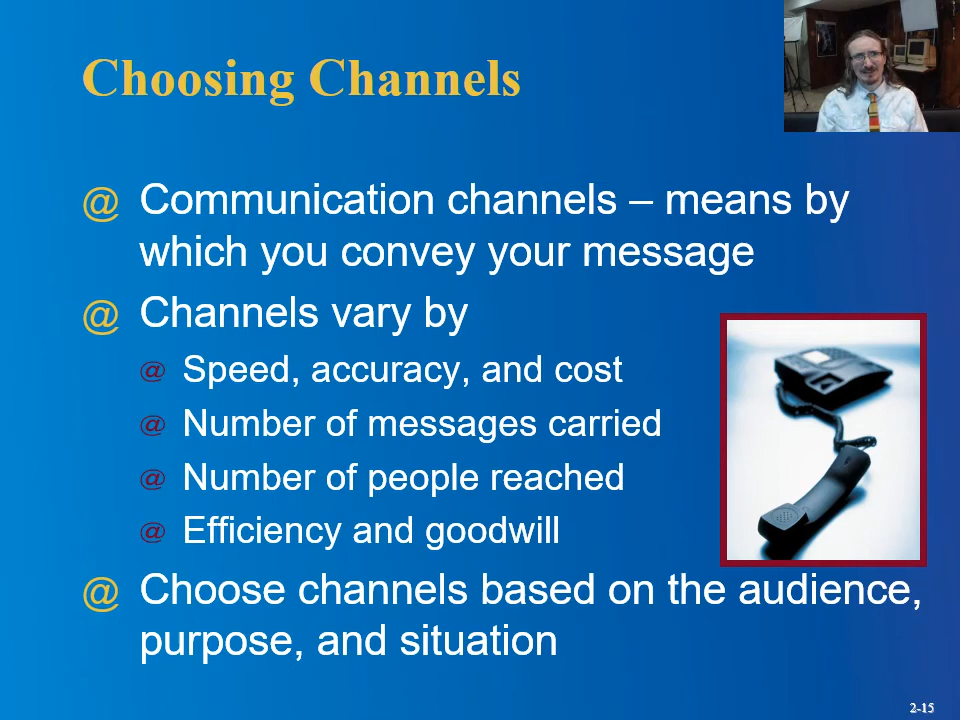 Choosing Channels
@ Communication channels – means by
which you convey your message
@ Channels vary by
@ Speed, accuracy, and cost
@ Number of messages carried
@ Number of people reached
@ Efficiency and goodwill
@ Choose channels based on the audience,
purpose, and situation
2-15